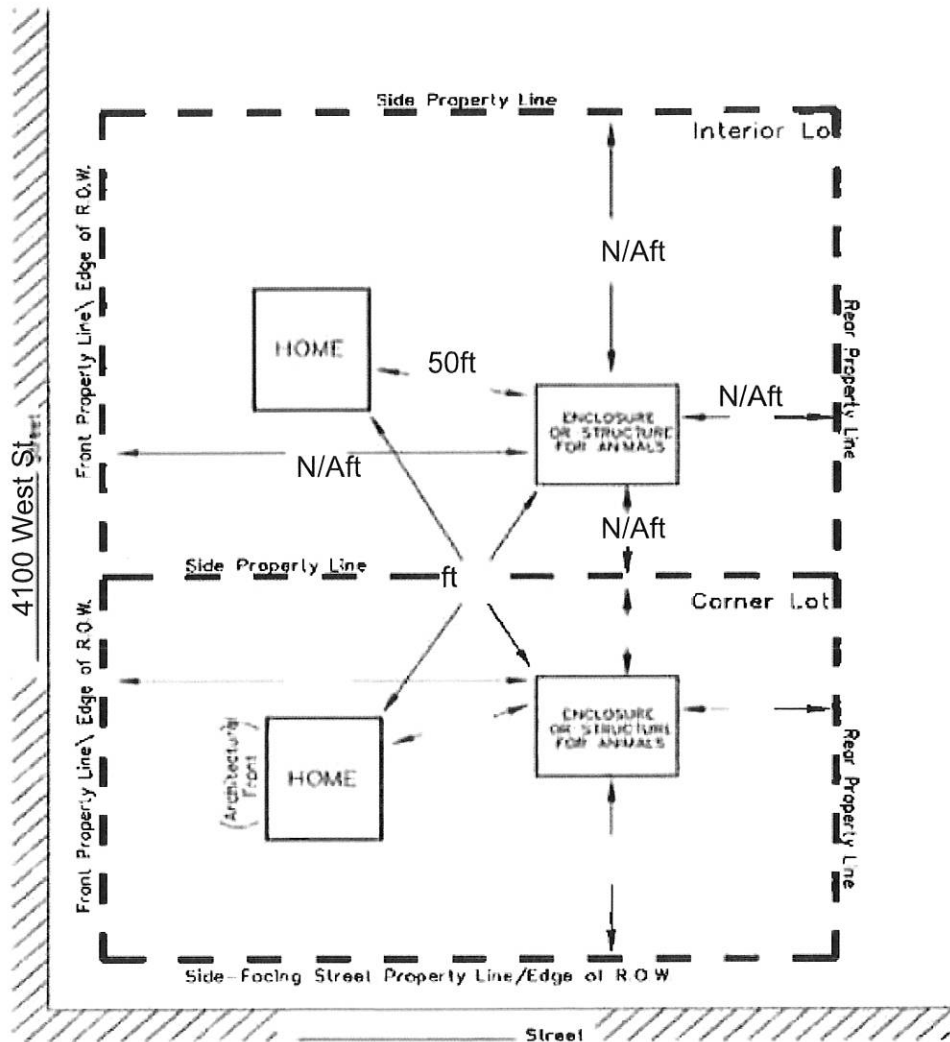 Side Property Line
Interior Lo
Front Property Line\ Edge of R.O.W.
N/Aft
HOME
50ft
Rear Property Line
N/Aft
ENCLOSURE
OR STRUCTURE
FOR ANIMALS
4100 West St.
N/Aft
N/Aft
Side Property Line
ft
Corner Lot
Front Property Line\ Edge of R.O.W.
ENCLOSURE
OR STRUCTURE
FOR ANIMALS
(Architectural
Front)
HOME
Rear Property Line
Side-Facing Street Property Line/Edge of R.O.W
Street